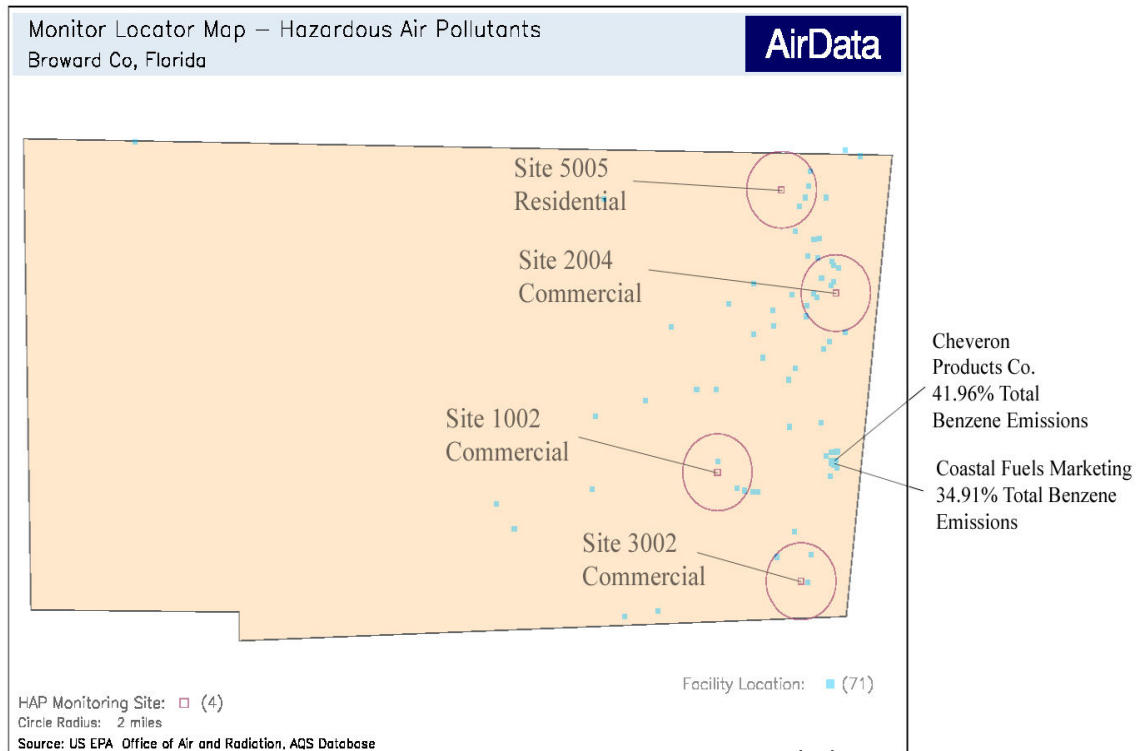 Monitor Locator Map – Hazardous Air Pollutants
Broward Co, Florida
AirData
Site 5005
Residential
Site 2004
Commercial
Cheveron
Products Co.
41.96% Total
Benzene Emissions
Site 1002
Commercial
Coastal Fuels Marketing
34.91% Total Benzene
Emissions
Site 3002
Commercial
Facility Location: (71)
HAP Monitoring Site: (4)
Circle Radius: 2 miles
Source: US EPA Office of Air and Radiation, AQS Database